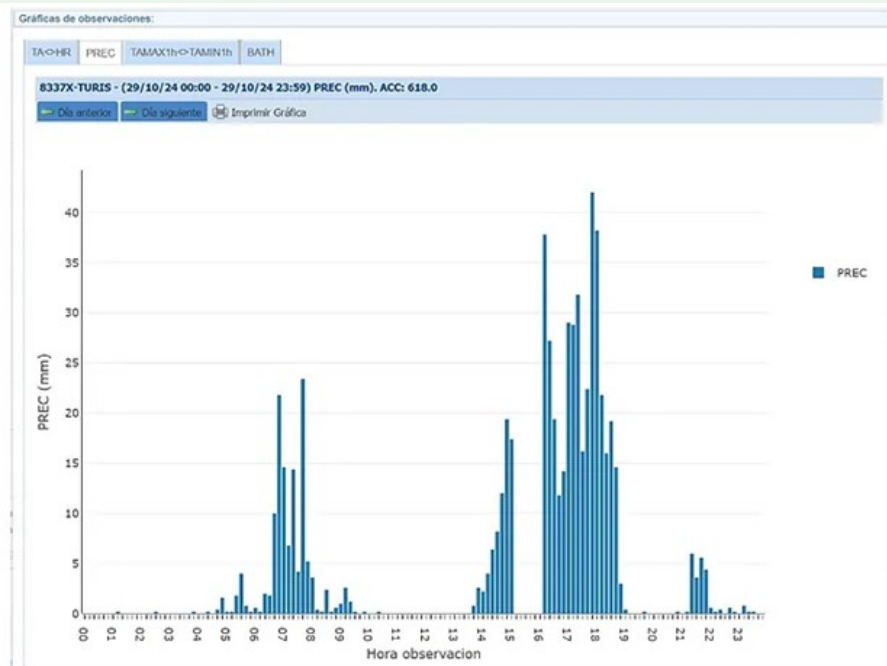 Gráficas de observaciones:
TA<>HR PREC TAMAX1h<>TAMIN1h BATH
8337X-TURIS - (29/10/24 00:00 - 29/10/24 23:59) PREC (mm). ACC: 618.0
Día anterior Día siguiente Imprimir Gráfica
40
35
30
25
20
15
10
5
0
PREC (mm)
PREC
00 01 02 03 04 05 06 07 08 09 10 11 12 13 14 15 16 17 18 19 20 21 22 23
Hora observacion